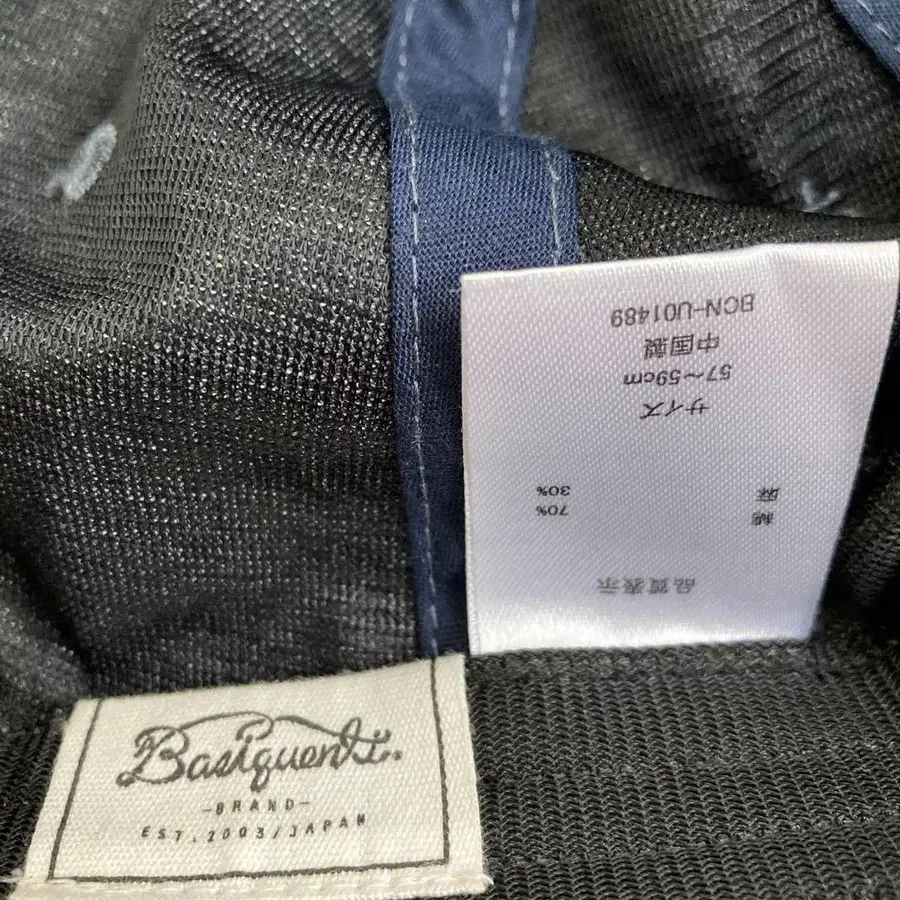 品質表示
綿 70%
麻 30%
サイズ
57～59cm
中国製
BCN-U01489
Basiquenti.
-BRAND-
EST.2003/JAPAN